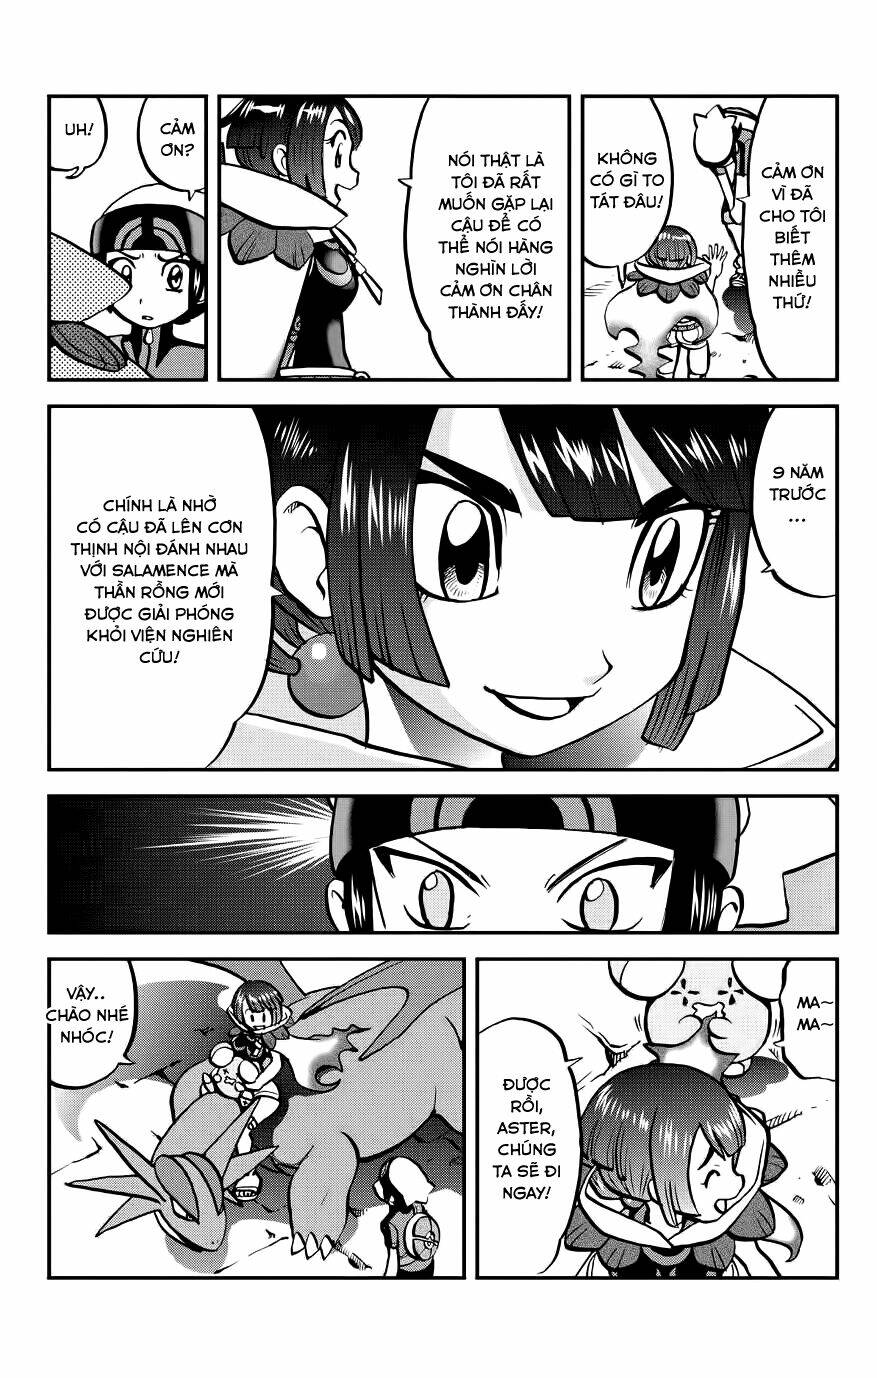 CẢM ƠN
VÌ ĐÃ
CHO TÔI
BIẾT
THÊM
NHIỀU
THỨ!
KHÔNG
CÓ GÌ TO
TÁT ĐÂU!
NÓI THẬT LÀ
TÔI ĐÃ RẤT
MUỐN GẶP LẠI
CẬU ĐỂ CÓ
THỂ NÓI HÀNG
NGHÌN LỜI
CẢM ƠN CHÂN
THÀNH ĐẤY!
CẢM
ƠN?
UH!
9 NĂM
TRƯỚC
...
CHÍNH LÀ NHỜ
CÓ CẬU ĐÃ LÊN CƠN
THỊNH NỘI ĐÁNH NHAU
VỚI SALAMENCE MÀ
THẦN RỒNG MỚI
ĐƯỢC GIẢI PHÓNG
KHỎI VIỆN NGHIÊN
CỨU!
MA~
MA~
ĐƯỢC
RỒI,
ASTER,
CHÚNG
TA SẼ ĐI
NGAY!
VẬY..
CHÀO NHÉ
NHÓC!